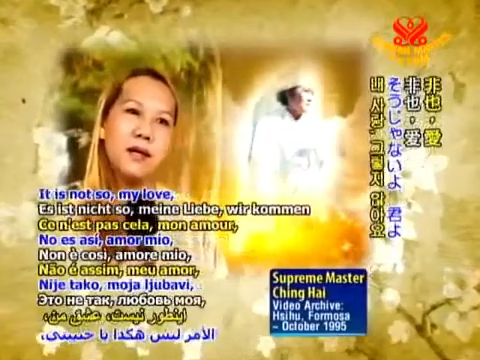 It is not so, my love,
Es ist nicht so, meine Liebe, wir kommen
Ce n'est pas cela, mon amour,
No es así, amor mío,
Non è così, amore mio,
Não é assim, meu amor,
Nije tako, moja ljubavi,
Это не так, любовь моя,
اینطور نیست، عشق من،
الأمر ليس هكذا يا حبيبتي،
非也，愛
非也，愛
そうじゃないよ 君よ
내 사랑, 그렇지 않아요
Supreme Master
Ching Hai
Video Archive:
Hsihu, Formosa
~ October 1995